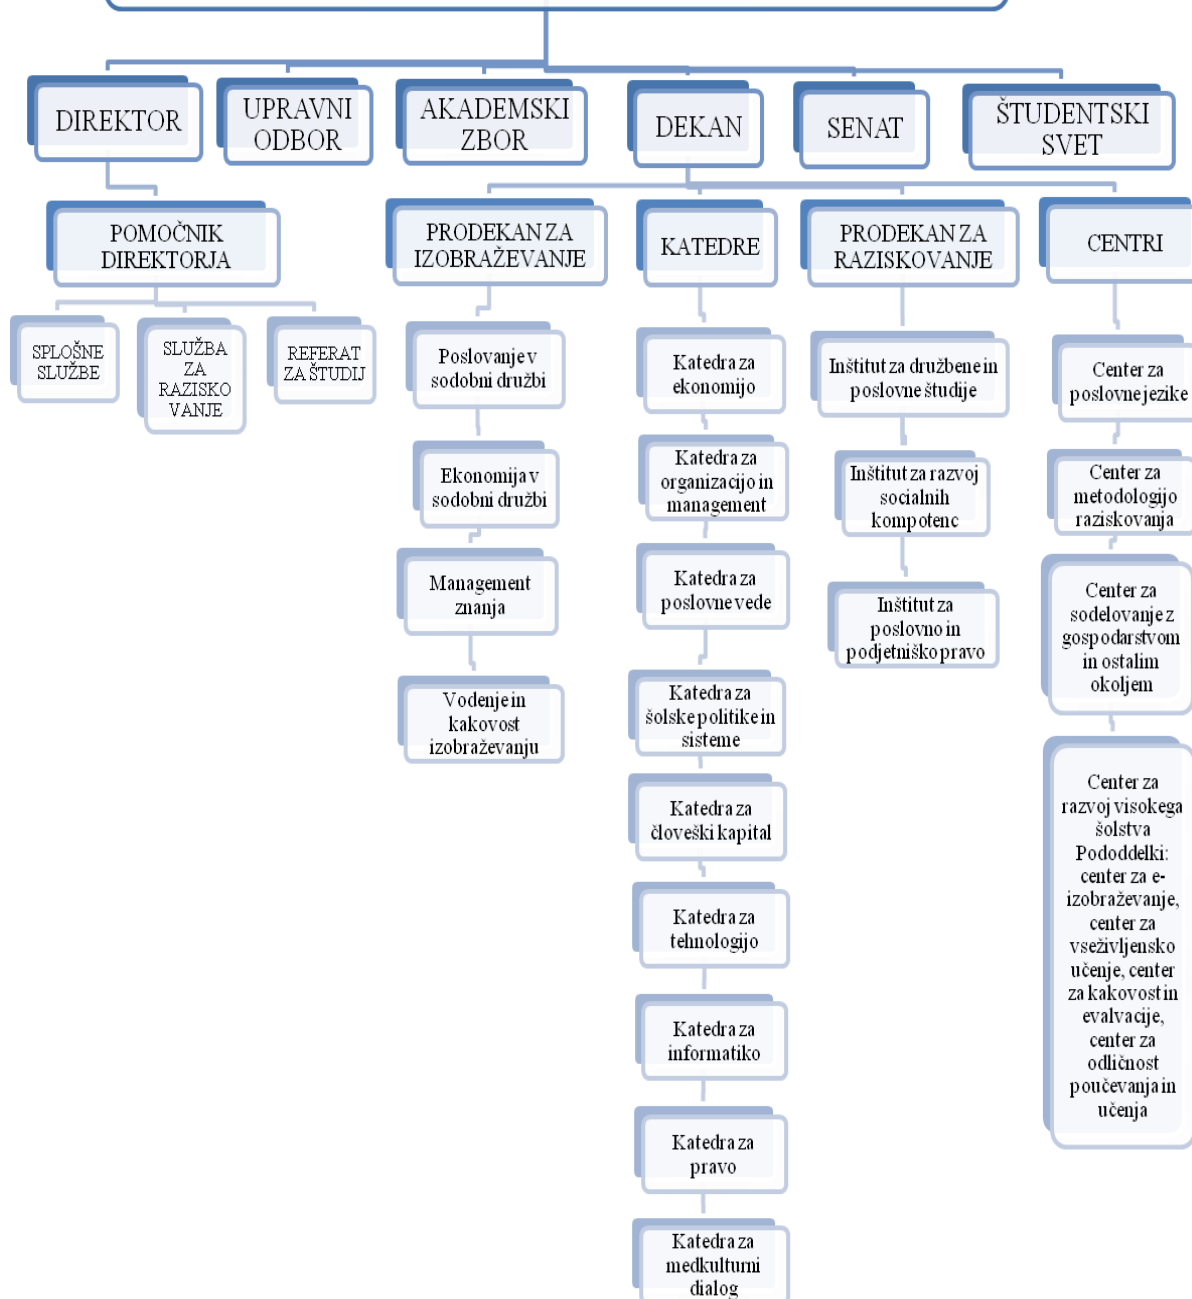 DIREKTOR
UPRAVNI
ODBOR
AKADEMSKI
ZBOR
DEKAN
SENAT
ŠTUDENTSKI
SVET
POMOČNIK
DIREKTORJA
PRODEKAN ZA
IZOBRAŽEVANJE
KATEDRE
PRODEKAN ZA
RAZISKOVANJE
CENTRI
SPLOŠNE
SLUŽBE
SLUŽBA
ZA
RAZISKO
VANJE
REFERAT
ZA ŠTUDIJ
Poslovanje v
sodobni družbi
Ekonomija v
sodobni družbi
Management
znanja
Vodenje in
kakovost
izobraževanju
Katedra za
ekonomijo
Katedra za
organizacijo in
management
Katedra za
poslovne vede
Katedra za
šolske politike in
sisteme
Katedra za
človeški kapital
Katedra za
tehnologijo
Katedra za
informatiko
Katedra za
pravo
Katedra za
medkulturni
dialog
Inštitut za družbene in
poslovne študije
Inštitut za razvoj
socialnih
kompetenc
Inštitut za
poslovno in
podjetniško pravo
Center za
poslovne jezike
Center za
metodologijo
raziskovanja
Center za
sodelovanje z
gospodarstvom
in ostalim
okoljem
Center za
razvoj visokega
šolstva
Pododdelki:
center za e-
izobraževanje,
center za
vseživljensko
učenje, center
za kakovost in
evalvacije,
center za
odličnost
poučevanja in
učenja